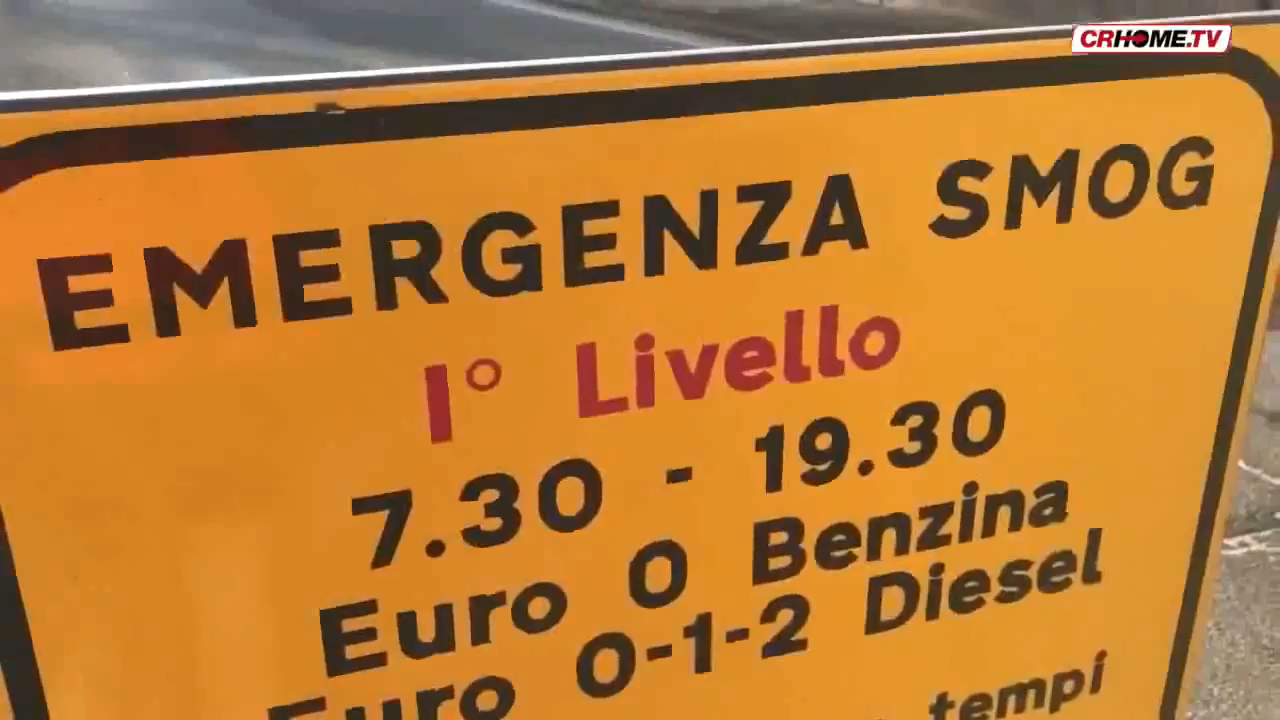 CRHOME.TV
EMERGENZA SMOG
I° Livello
7.30 - 19.30
Euro 0 Benzina
Euro 0-1-2 Diesel
tempi